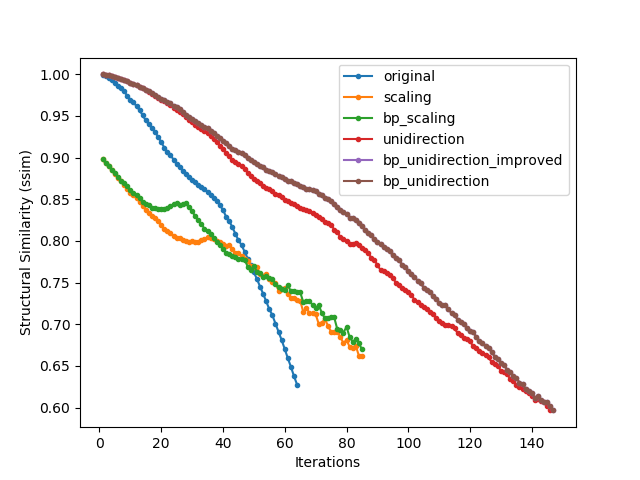 1.00
0.95
0.90
0.85
0.80
0.75
0.70
0.65
0.60
Structural Similarity (ssim)
original
scaling
bp_scaling
unidirection
bp_unidirection_improved
bp_unidirection
0 20 40 60 80 100 120 140
Iterations